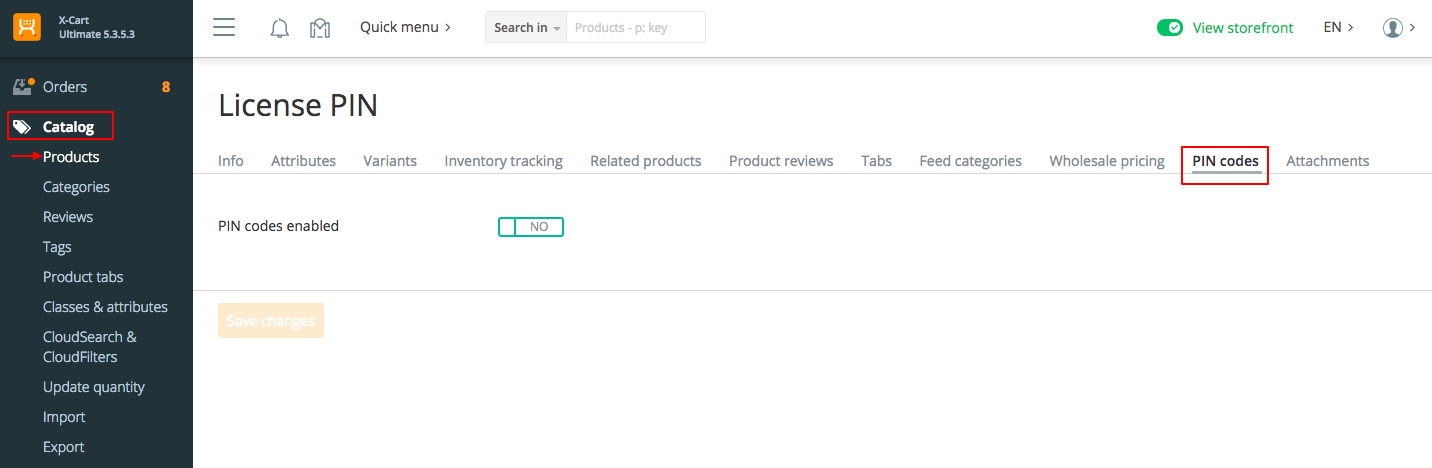 X-Cart
Ultimate 5.3.5.3
Quick menu
Search in
Products - p: key
View storefront
EN
Orders
8
Catalog
Products
Categories
Reviews
Tags
Product tabs
Classes & attributes
CloudSearch &
CloudFilters
Update quantity
Import
Export
License PIN
Info Attributes Variants Inventory tracking Related products Product reviews Tabs Feed categories Wholesale pricing PIN codes Attachments
PIN codes enabled
NO
Save changes